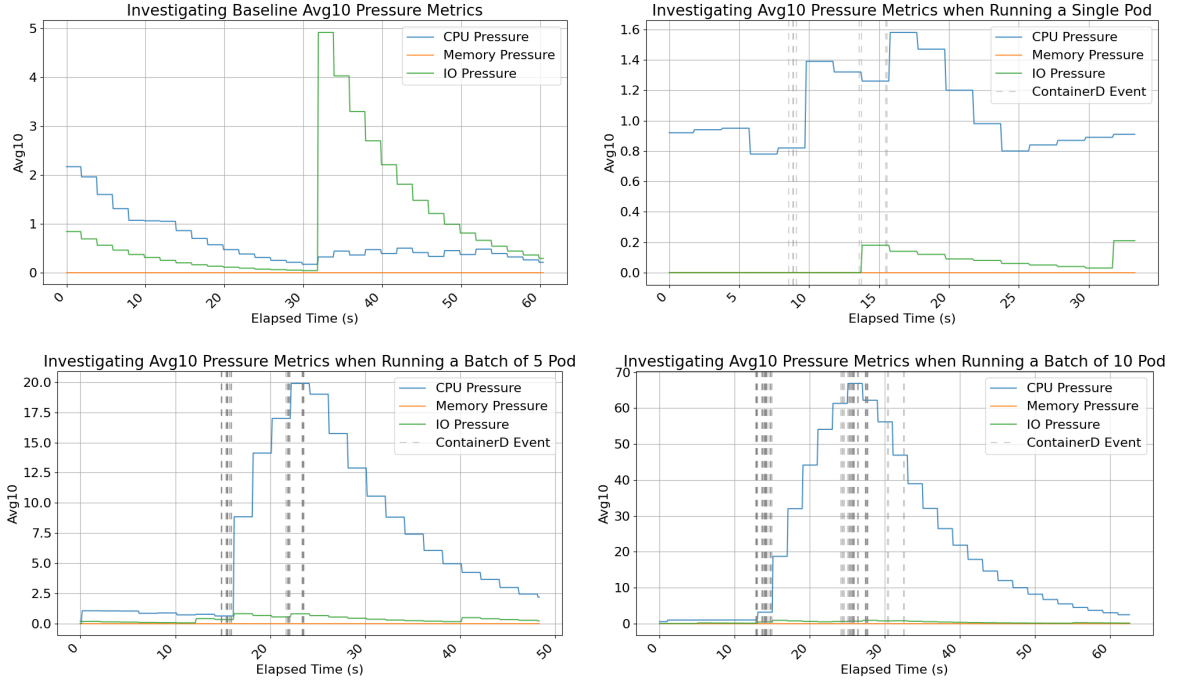 Investigating Baseline Avg10 Pressure Metrics
5
4
3
2
1
0
Avg10
CPU Pressure
Memory Pressure
IO Pressure
0
10
20
30
40
50
60
Elapsed Time (s)
Investigating Avg10 Pressure Metrics when Running a Single Pod
1.6
1.4
1.2
1.0
0.8
0.6
0.4
0.2
0.0
Avg10
CPU Pressure
Memory Pressure
IO Pressure
ContainerD Event
0
5
10
15
20
25
30
Elapsed Time (s)
Investigating Avg10 Pressure Metrics when Running a Batch of 5 Pod
20.0
17.5
15.0
12.5
10.0
7.5
5.0
2.5
0.0
Avg10
CPU Pressure
Memory Pressure
IO Pressure
ContainerD Event
0
10
20
30
40
50
Elapsed Time (s)
Investigating Avg10 Pressure Metrics when Running a Batch of 10 Pod
70
60
50
40
30
20
10
0
Avg10
CPU Pressure
Memory Pressure
IO Pressure
ContainerD Event
0
10
20
30
40
50
60
Elapsed Time (s)